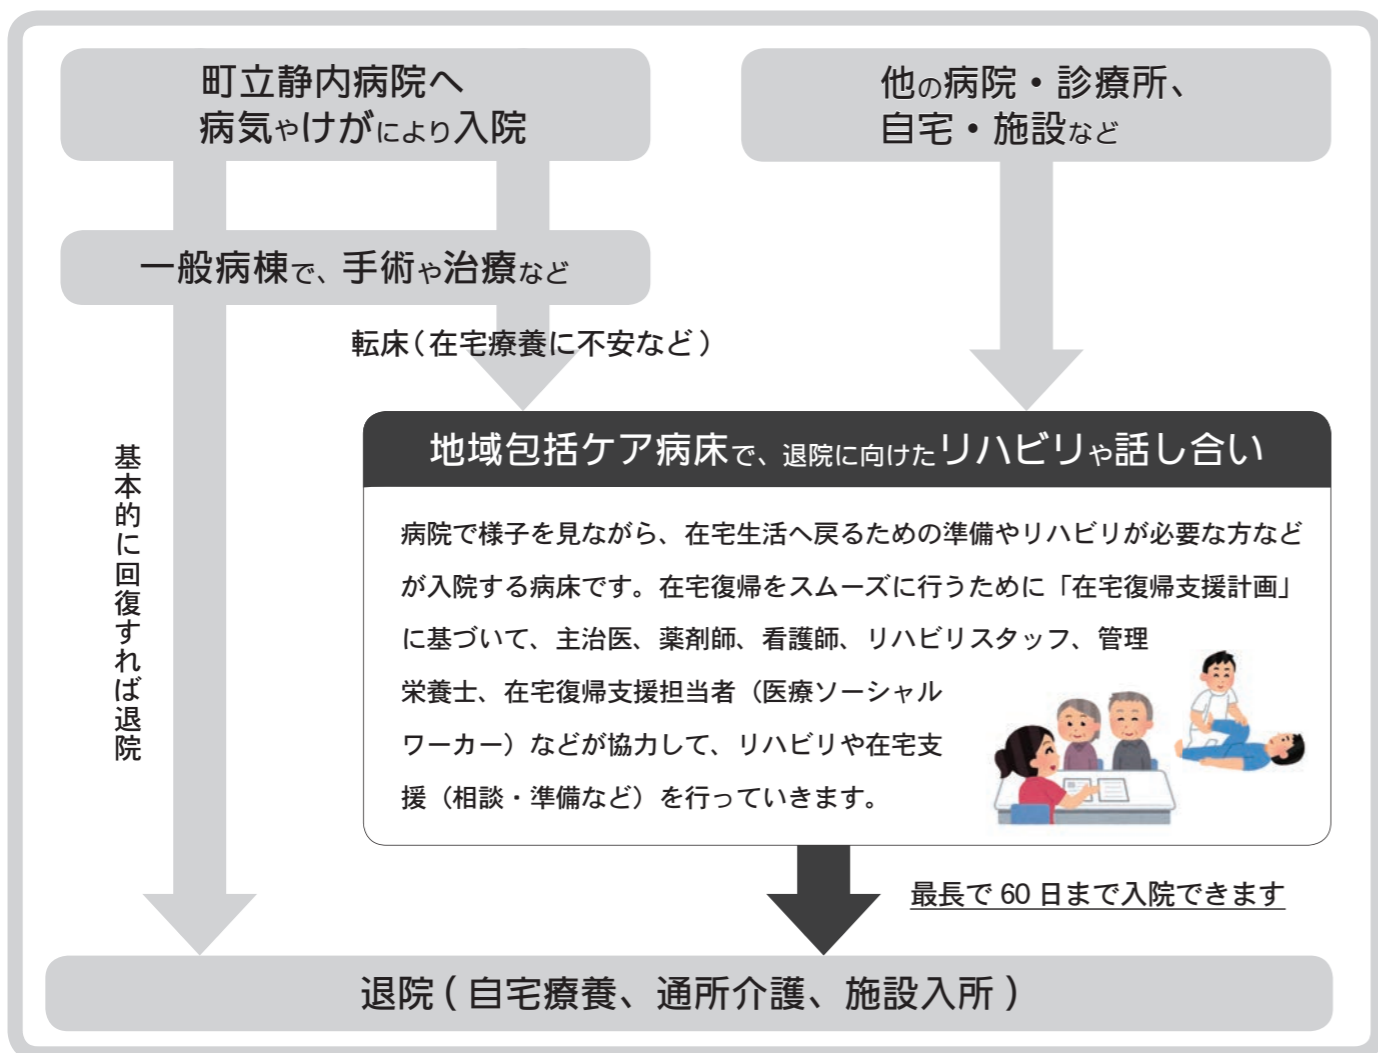 町立静内病院へ
病気やけがにより入院
他の病院・診療所、
自宅・施設など
一般病棟で、手術や治療など
転床（在宅療養に不安など）
基本的に回復すれば退院
地域包括ケア病床で、退院に向けたリハビリや話し合い
病院で様子を見ながら、在宅生活へ戻るための準備やリハビリが必要な方など
が入院する病床です。在宅復帰をスムーズに行うために「在宅復帰支援計画」
に基づいて、主治医、薬剤師、看護師、リハビリスタッフ、管理
栄養士、在宅復帰支援担当者（医療ソーシャル
ワーカー）などが協力して、リハビリや在宅支
援（相談・準備など）を行っていきます。
最長で 60 日まで入院できます
退院 ( 自宅療養、通所介護、施設入所 )